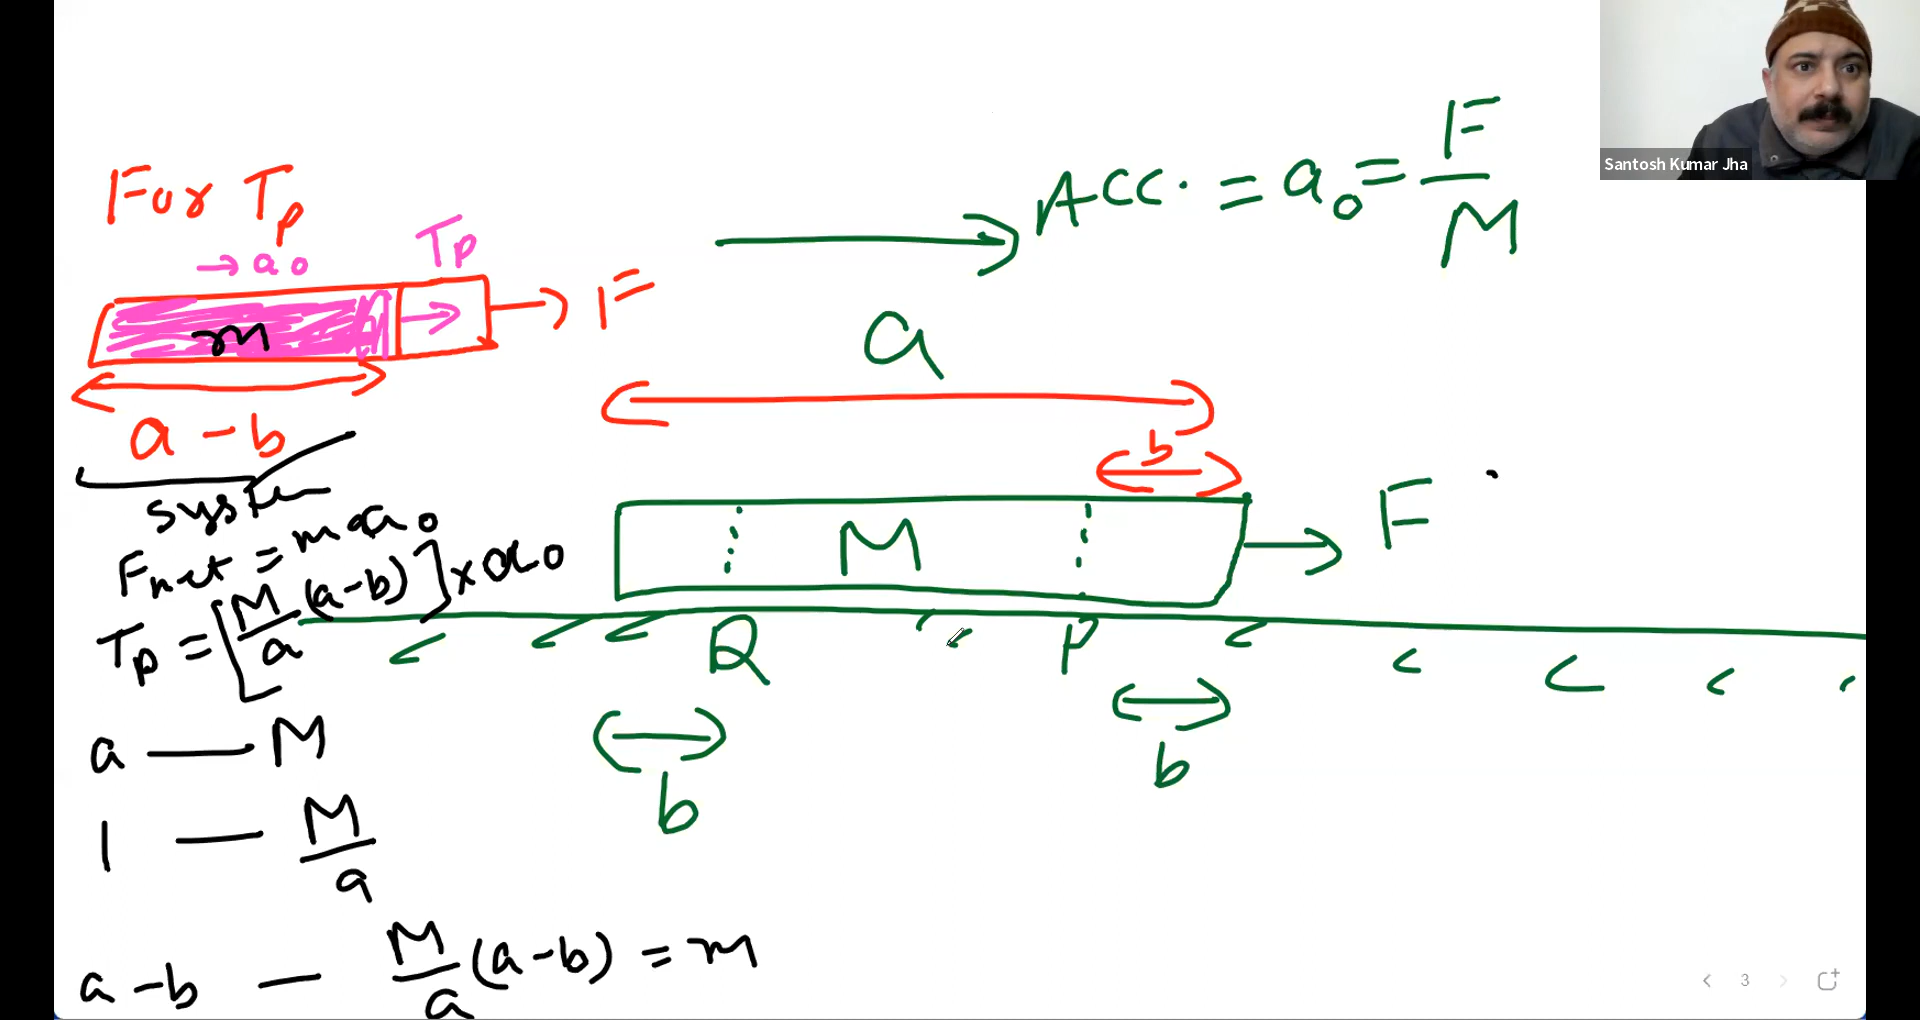 For Tp
→ a₀
Tp
m
F
a - b
system
Fnet = m a₀
Tp = [M/a (a-b)] × a₀
a — M
1 — M/a
a - b — M/a (a-b) = m
Acc. = a₀ = F/M
a
b
M
F
Q
P
b
b
Santosh Kumar Jha
3